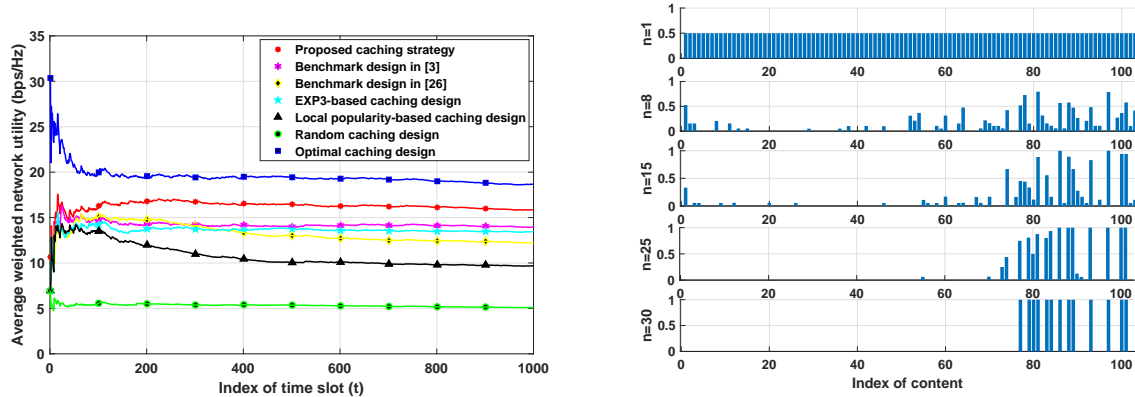 Average weighted network utility (bps/Hz)
35
30
25
20
15
10
5
0
Proposed caching strategy
Benchmark design in [3]
Benchmark design in [26]
EXP3-based caching design
Local popularity-based caching design
Random caching design
Optimal caching design
0 200 400 600 800 1000
Index of time slot (t)
n=1
1
0.5
0
0 20 40 60 80 100
n=8
1
0.5
0
0 20 40 60 80 100
n=15
1
0.5
0
0 20 40 60 80 100
n=25
1
0.5
0
0 20 40 60 80 100
n=30
1
0.5
0
0 20 40 60 80 100
Index of content